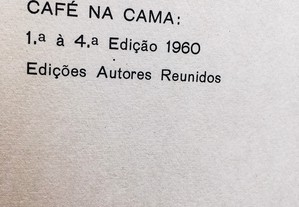 CAFÉ NA CAMA:
1.ª à 4.ª Edição 1960
Edições Autores Reunidos